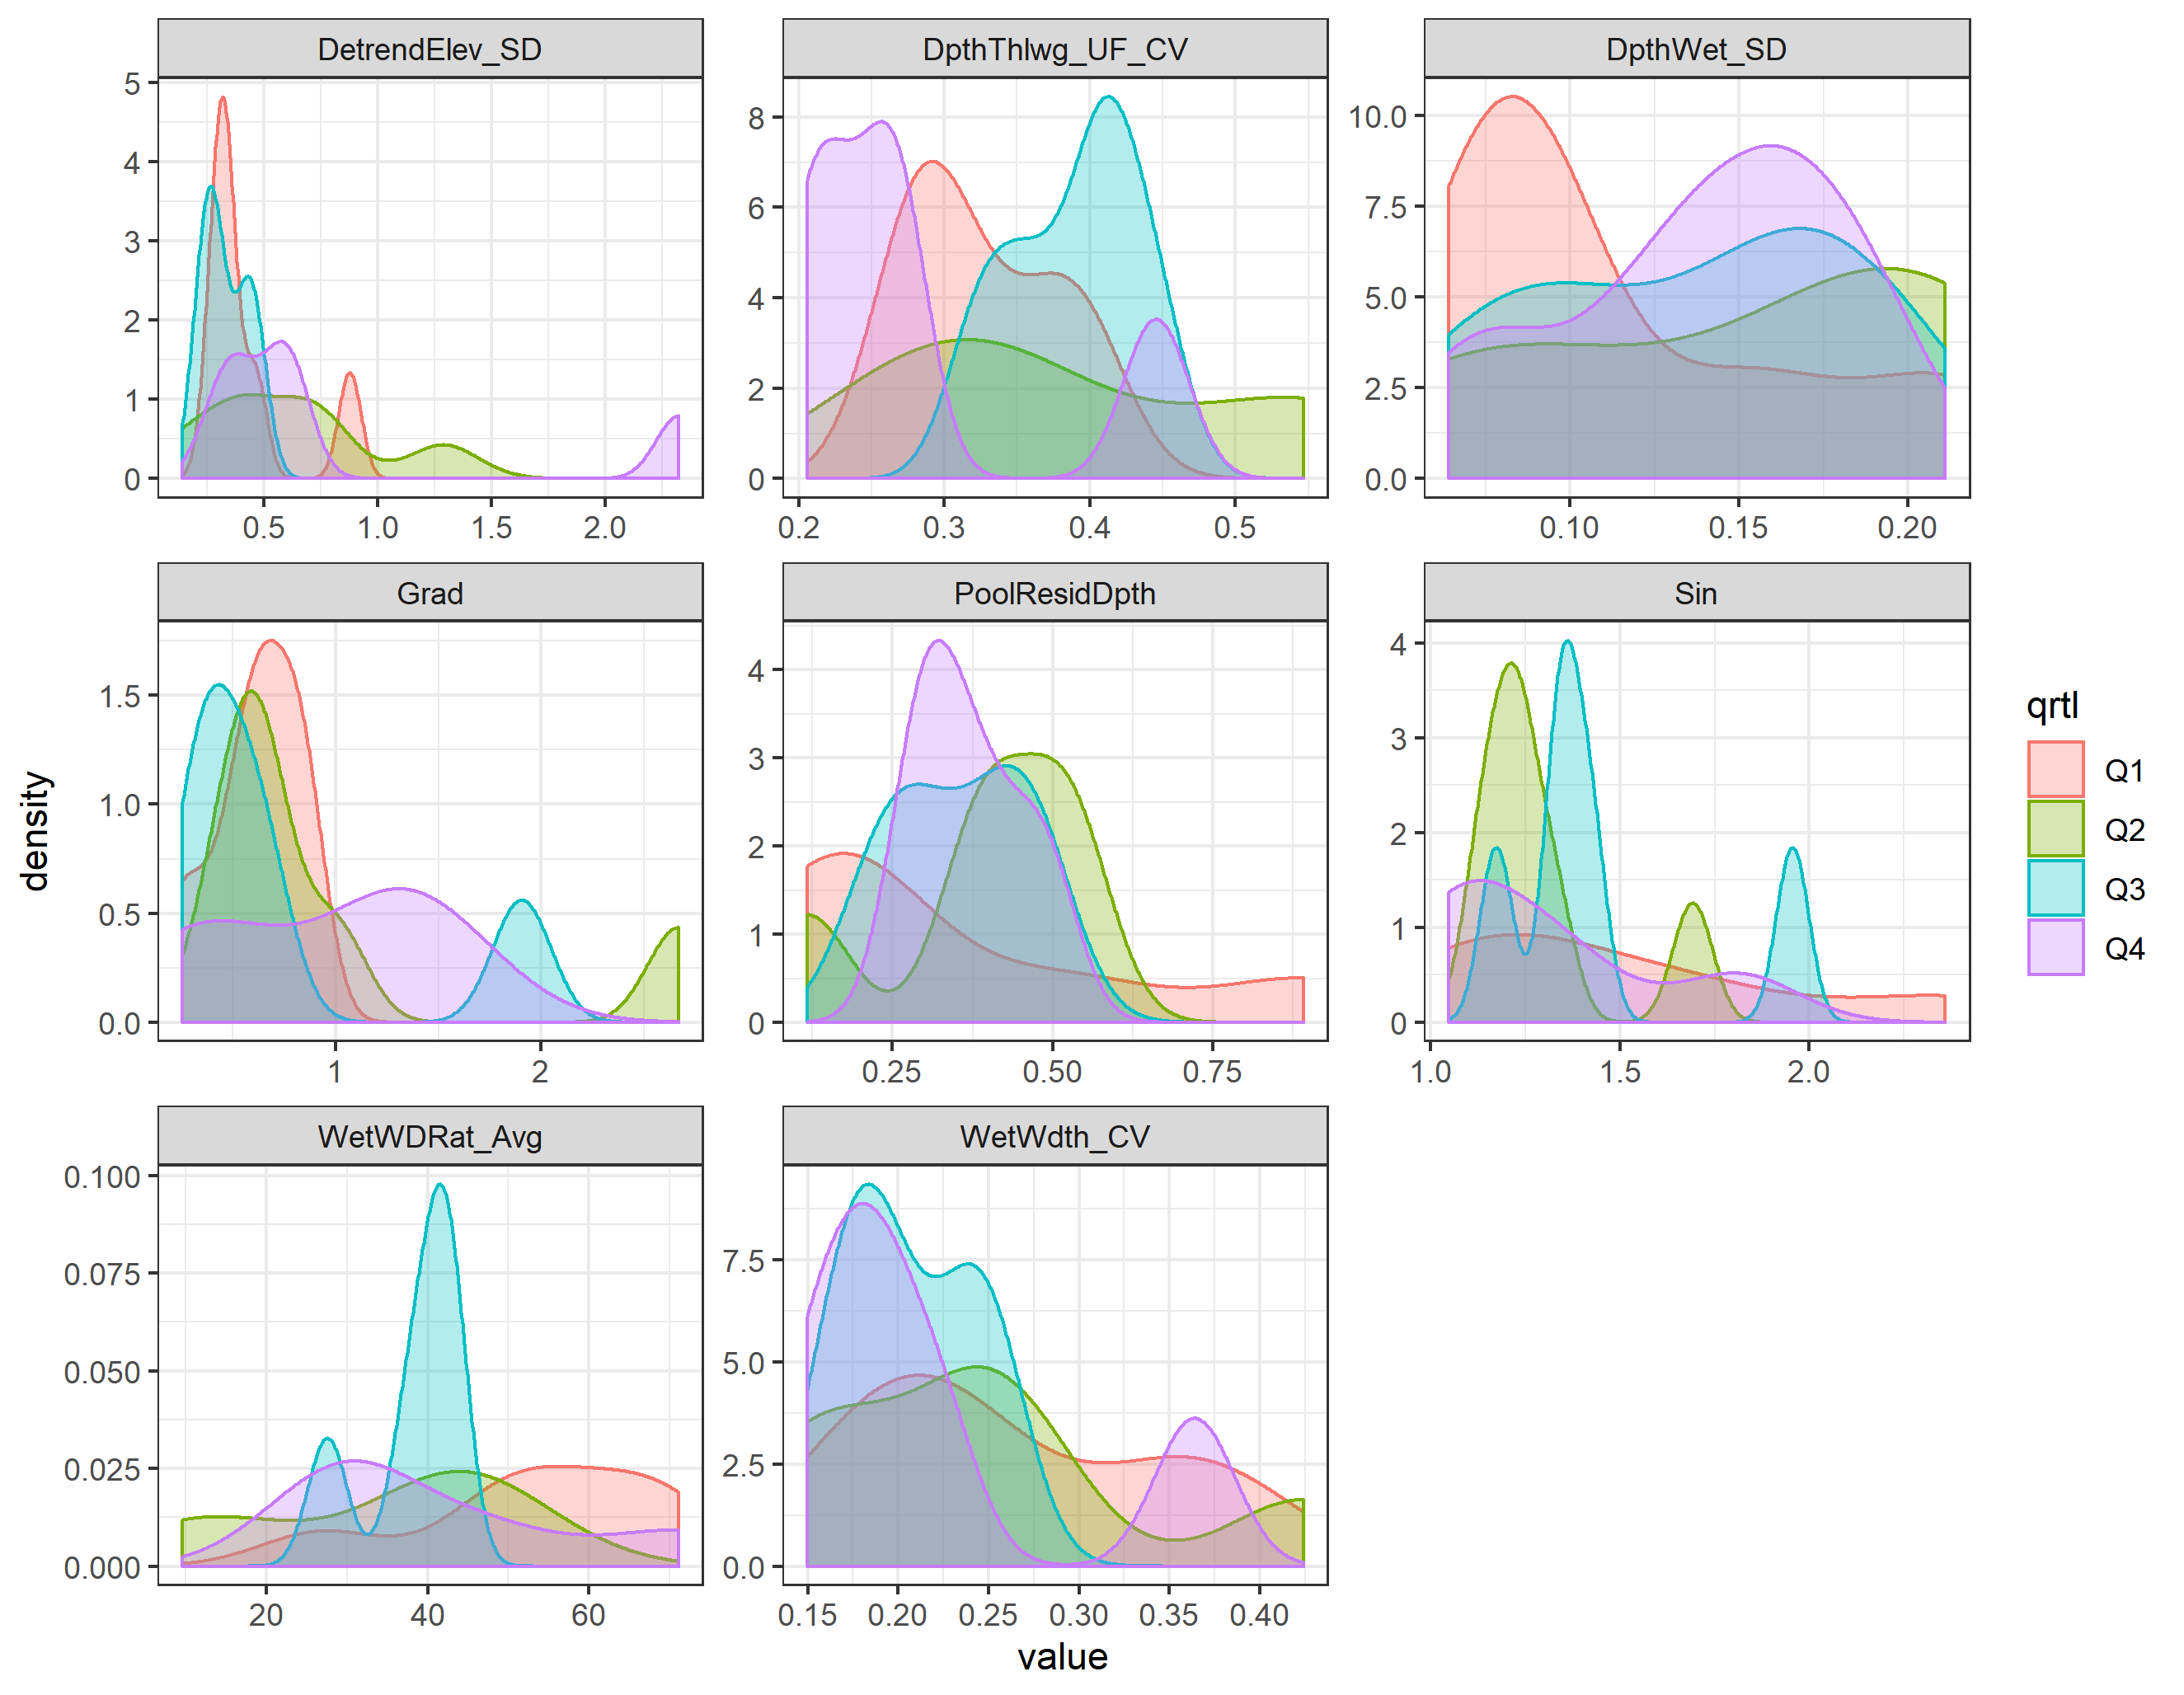 DetrendElev_SD
DpthThlwg_UF_CV
DpthWet_SD
5
4
3
2
1
0
0.5 1.0 1.5 2.0
8
6
4
2
0
0.2 0.3 0.4 0.5
10.0
7.5
5.0
2.5
0.0
0.10 0.15 0.20
Grad
PoolResidDpth
Sin
1.5
1.0
0.5
0.0
1 2
4
3
2
1
0
0.25 0.50 0.75
4
3
2
1
0
1.0 1.5 2.0
WetWDRat_Avg
WetWdth_CV
0.100
0.075
0.050
0.025
0.000
20 40 60
7.5
5.0
2.5
0.0
0.15 0.20 0.25 0.30 0.35 0.40
density
value
qrtl
Q1
Q2
Q3
Q4